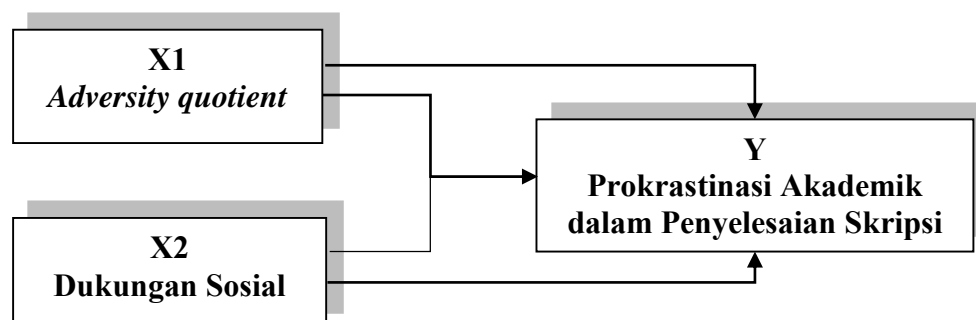 X1
Adversity quotient
Y
Prokrastinasi Akademik
dalam Penyelesaian Skripsi
X2
Dukungan Sosial